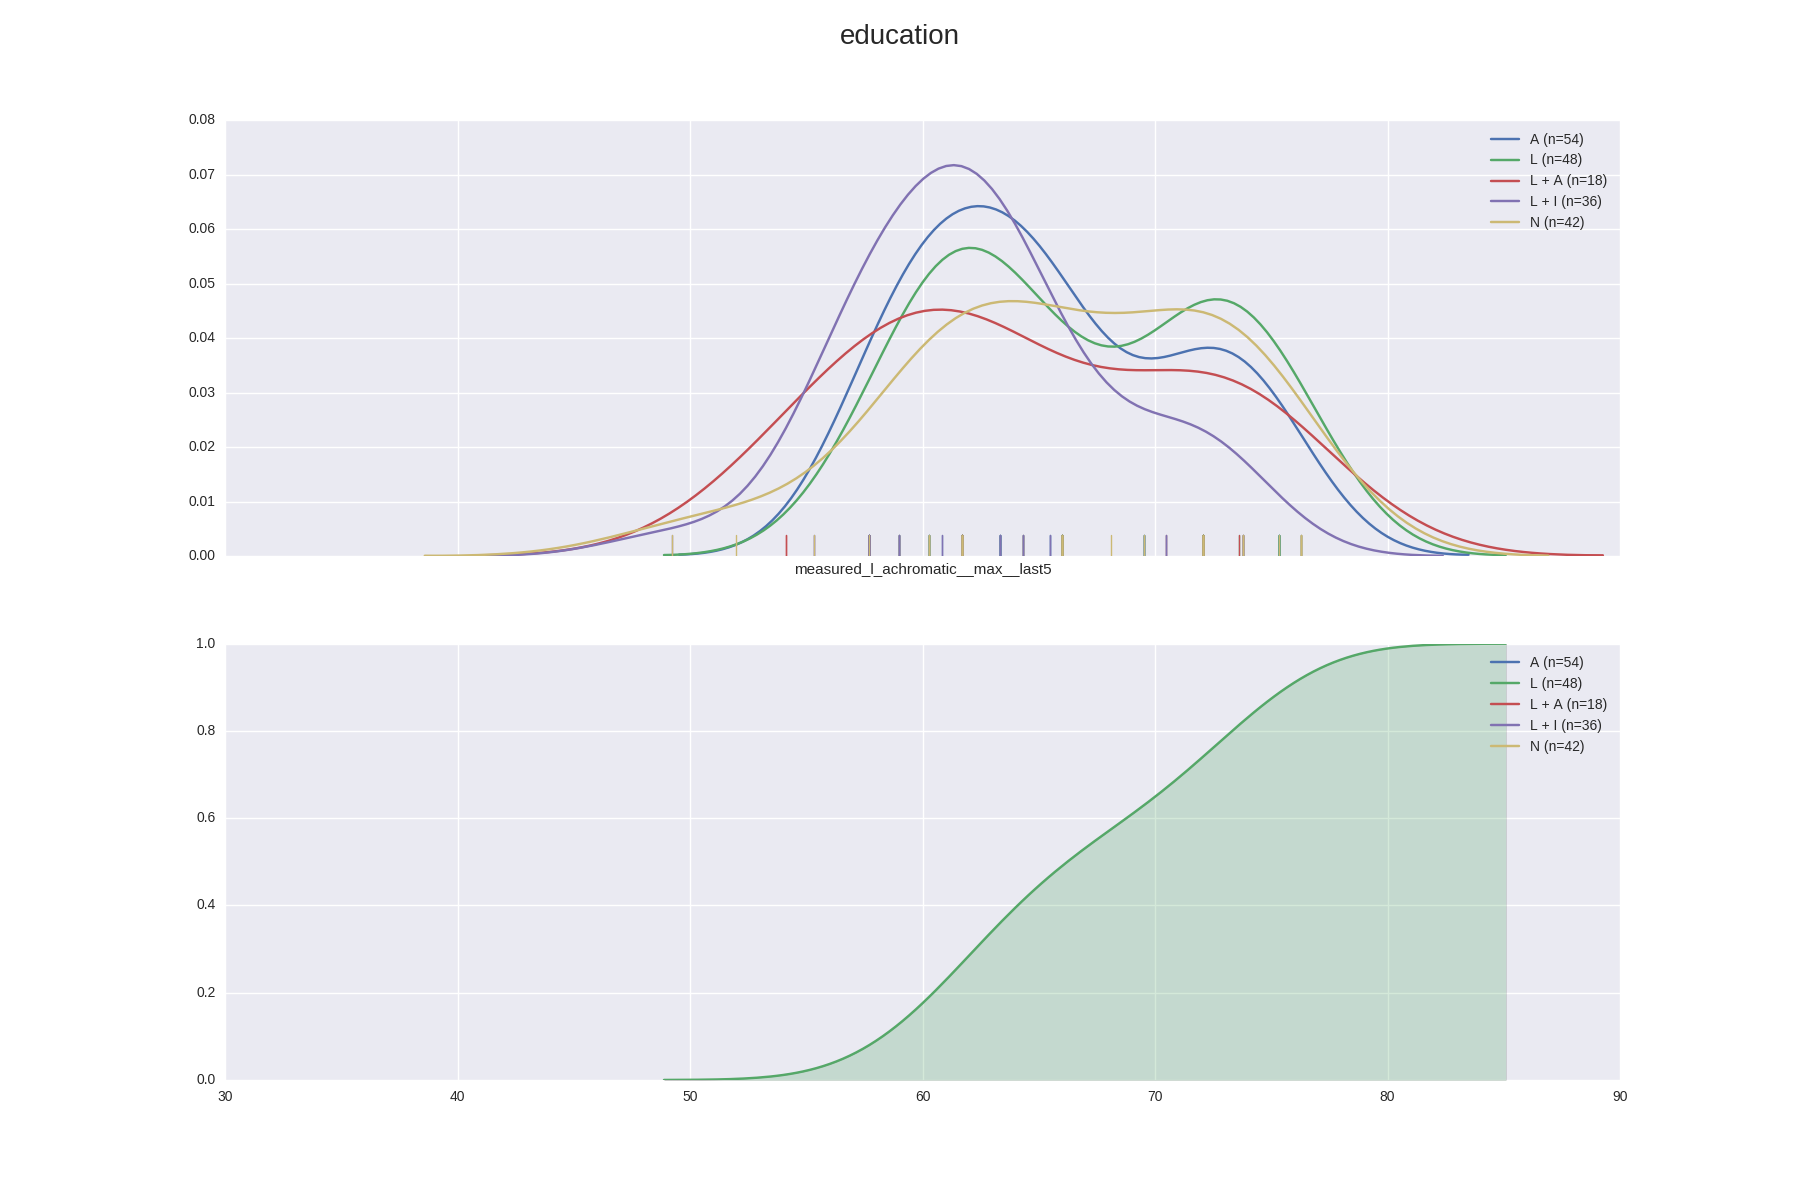 education
0.08
0.07
0.06
0.05
0.04
0.03
0.02
0.01
0.00
A (n=54)
L (n=48)
L + A (n=18)
L + I (n=36)
N (n=42)
measured_l_achromatic__max__last5
1.0
0.8
0.6
0.4
0.2
0.0
A (n=54)
L (n=48)
L + A (n=18)
L + I (n=36)
N (n=42)
30 40 50 60 70 80 90